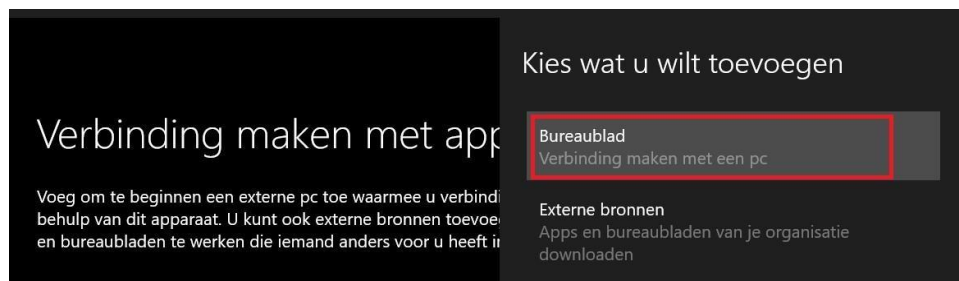 Kies wat u wilt toevoegen
Verbinding maken met app
Voeg om te beginnen een externe pc toe waarmee u verbindi
behulp van dit apparaat. U kunt ook externe bronnen toevoe
en bureaubladen te werken die iemand anders voor u heeft i
Bureaublad
Verbinding maken met een pc
Externe bronnen
Apps en bureaubladen van je organisatie
downloaden